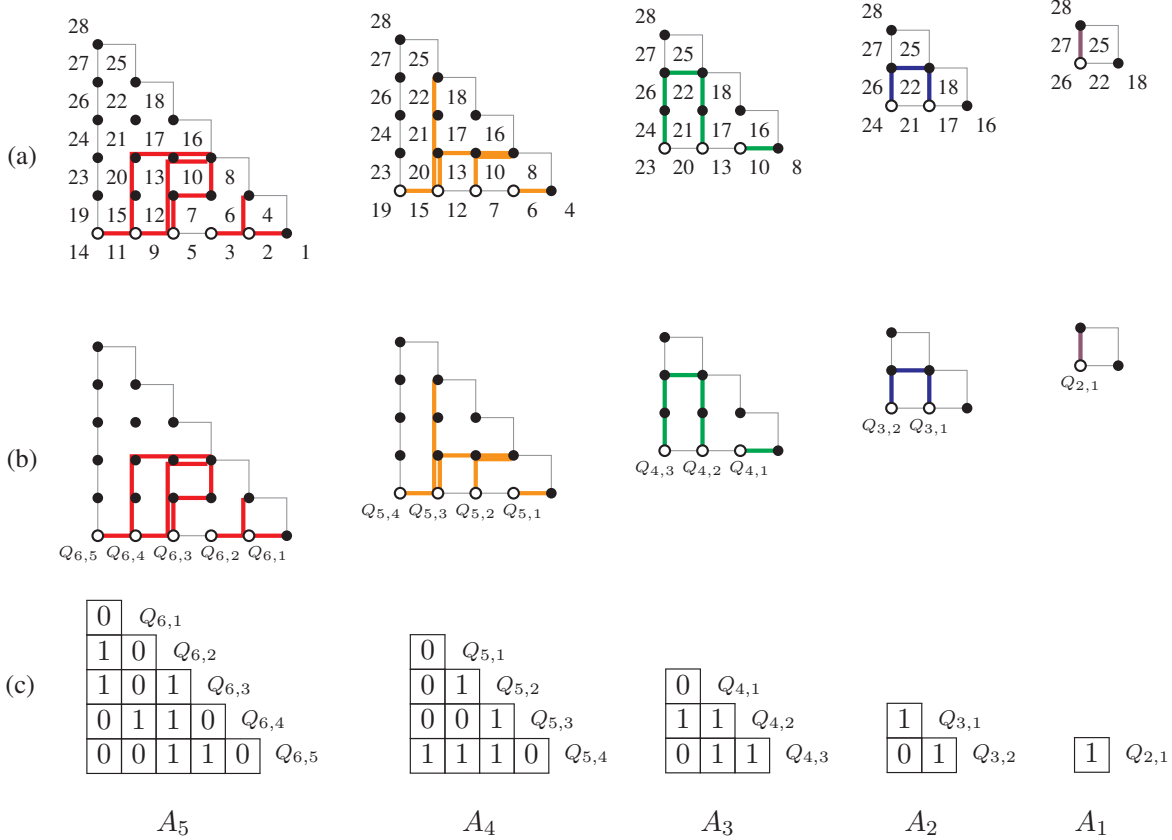 (a)
28
27 25
26 22 18
24 21 17 16
23 20 13 10 8
19 15 12 7 6 4
14 11 9 5 3 2 1
28
27 25
26 22 18
24 21 17 16
23 20 13 10 8
19 15 12 7 6 4
28
27 25
26 22 18
24 21 17 16
23 20 13 10 8
28
27 25
26 22 18
24 21 17 16
28
27 25
26 22 18
(b)
Q6,5 Q6,4 Q6,3 Q6,2 Q6,1
Q5,4 Q5,3 Q5,2 Q5,1
Q4,3 Q4,2 Q4,1
Q3,2 Q3,1
Q2,1
(c)
0 Q6,1
1 0 Q6,2
1 0 1 Q6,3
0 1 1 0 Q6,4
0 0 1 1 0 Q6,5
0 Q5,1
0 1 Q5,2
0 0 1 Q5,3
1 1 1 0 Q5,4
0 Q4,1
1 1 Q4,2
0 1 1 Q4,3
1 Q3,1
0 1 Q3,2
1 Q2,1
A5 A4 A3 A2 A1